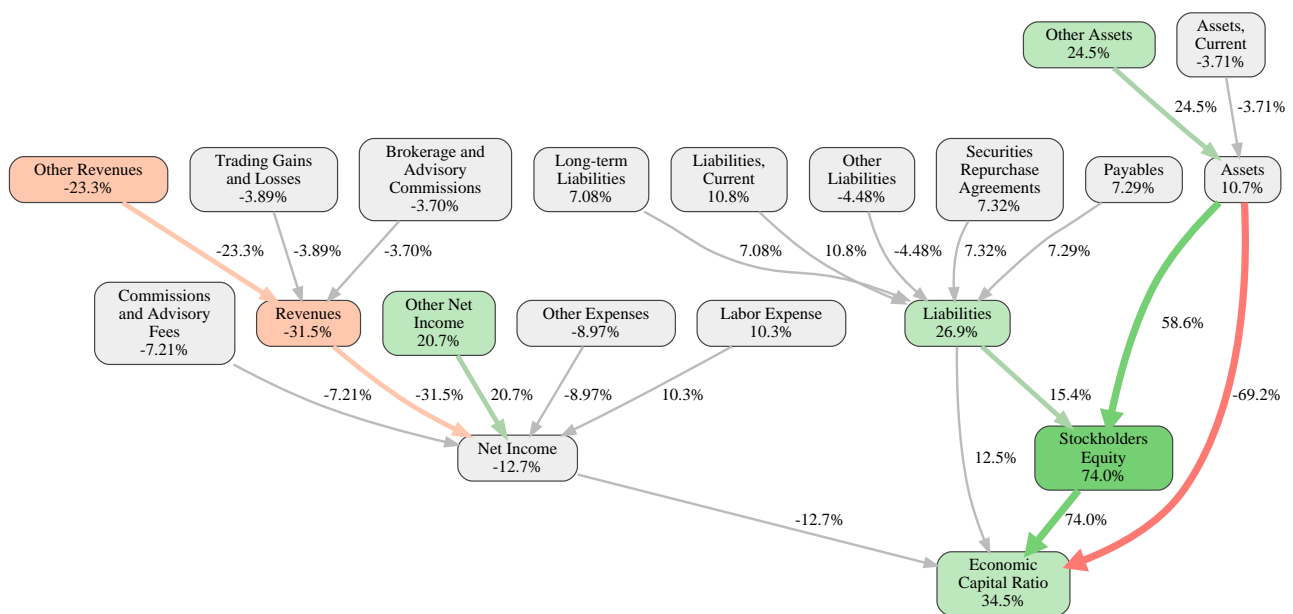 Other Assets
24.5%
Assets,
Current
-3.71%
24.5%
-3.71%
Other Revenues
-23.3%
Trading Gains
and Losses
-3.89%
Brokerage and
Advisory
Commissions
-3.70%
Long-term
Liabilities
7.08%
Liabilities,
Current
10.8%
Other
Liabilities
-4.48%
Securities
Repurchase
Agreements
7.32%
Payables
7.29%
Assets
10.7%
-23.3%
-3.89%
-3.70%
7.08%
10.8%
-4.48%
7.32%
7.29%
Commissions
and Advisory
Fees
-7.21%
Revenues
-31.5%
Other Net
Income
20.7%
Other Expenses
-8.97%
Labor Expense
10.3%
Liabilities
26.9%
58.6%
-7.21%
-31.5%
20.7%
-8.97%
10.3%
15.4%
-69.2%
Net Income
-12.7%
12.5%
Stockholders
Equity
74.0%
-12.7%
74.0%
Economic
Capital Ratio
34.5%